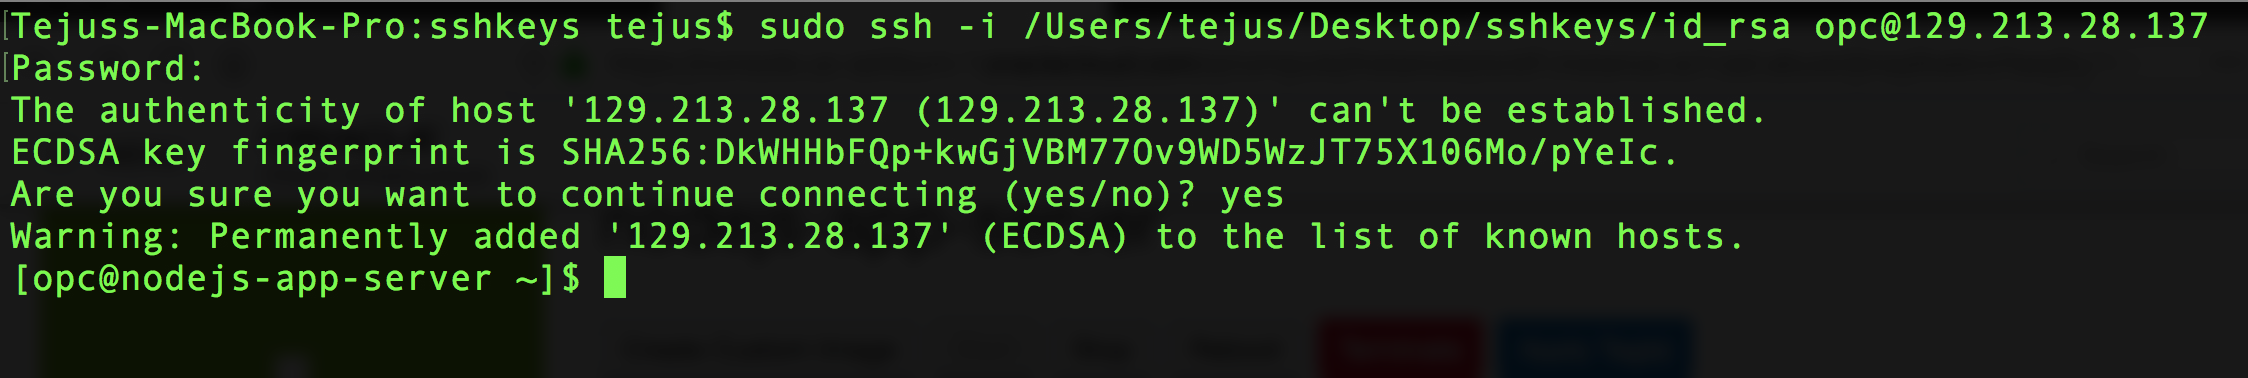 [Tejuss-MacBook-Pro:sshkeys tejus$ sudo ssh -i /Users/tejus/Desktop/sshkeys/id_rsa opc@129.213.28.137
[Password:
The authenticity of host '129.213.28.137 (129.213.28.137)' can't be established.
ECDSA key fingerprint is SHA256:DkWHHbFQp+kwGjVBM77Ov9WD5WzJT75X106Mo/pYeIc.
Are you sure you want to continue connecting (yes/no)? yes
Warning: Permanently added '129.213.28.137' (ECDSA) to the list of known hosts.
[opc@nodejs-app-server ~]$